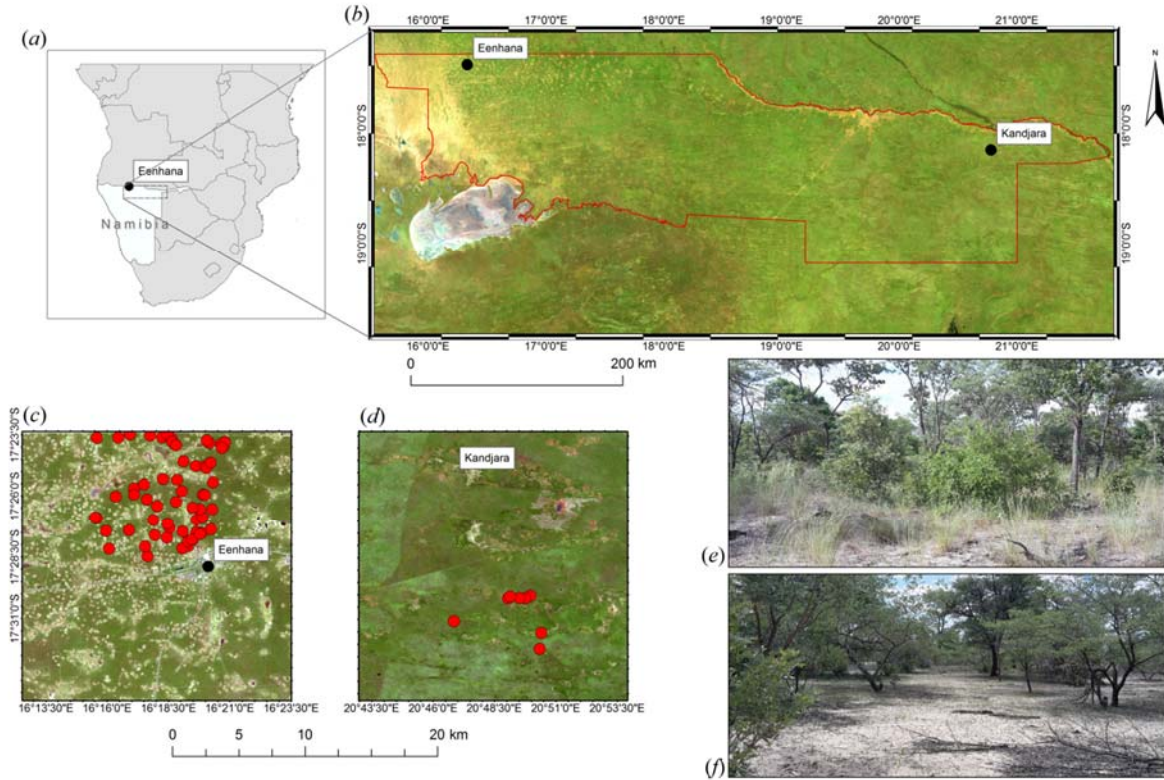 (a)
Eenhana
Namibia
(b)
16°0'0"E 17°0'0"E 18°0'0"E 19°0'0"E 20°0'0"E 21°0'0"E
Eenhana
Kandjara
18°0'0"S
19°0'0"S
18°0'0"S
19°0'0"S
N
16°0'0"E 17°0'0"E 18°0'0"E 19°0'0"E 20°0'0"E 21°0'0"E
0 200 km
(c)
17°23'30"S
17°26'0"S
17°28'30"S
17°31'0"S
Eenhana
16°13'30"E 16°16'0"E 16°18'30"E 16°21'0"E 16°23'30"E
(d)
Kandjara
20°43'30"E 20°46'0"E 20°48'30"E 20°51'0"E 20°53'30"E
0 5 10 20 km
(e)
(f)